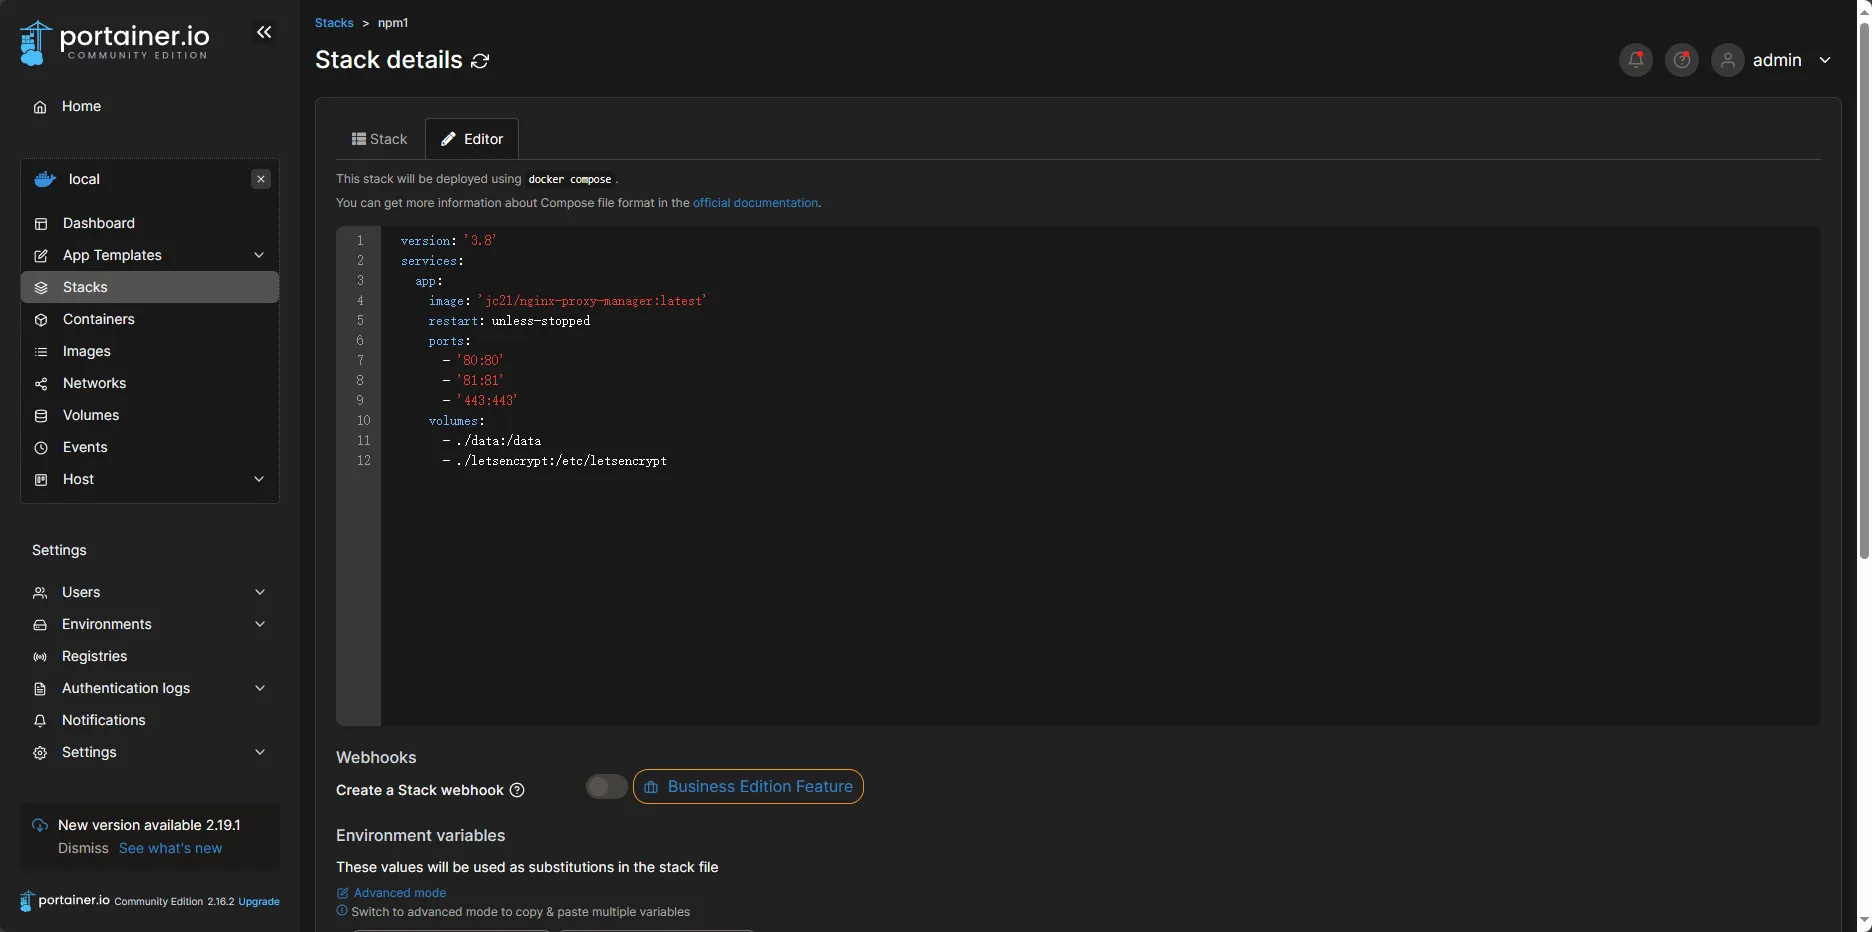 portainer.io
COMMUNITY EDITION
Home
local
Dashboard
App Templates
Stacks
Containers
Images
Networks
Volumes
Events
Host
Settings
Users
Environments
Registries
Authentication logs
Notifications
Settings
New version available 2.19.1
Dismiss See what's new
portainer.io Community Edition 2.16.2 Upgrade
Stacks > npm1
Stack details
admin
Stack Editor
This stack will be deployed using docker compose .
You can get more information about Compose file format in the official documentation.
1 version: '3.8'
2 services:
3 app:
4 image: 'jc21/nginx-proxy-manager:latest'
5 restart: unless-stopped
6 ports:
7 - '80:80'
8 - '81:81'
9 - '443:443'
10 volumes:
11 - ./data:/data
12 - ./letsencrypt:/etc/letsencrypt
Webhooks
Create a Stack webhook Business Edition Feature
Environment variables
These values will be used as substitutions in the stack file
Advanced mode
Switch to advanced mode to copy & paste multiple variables